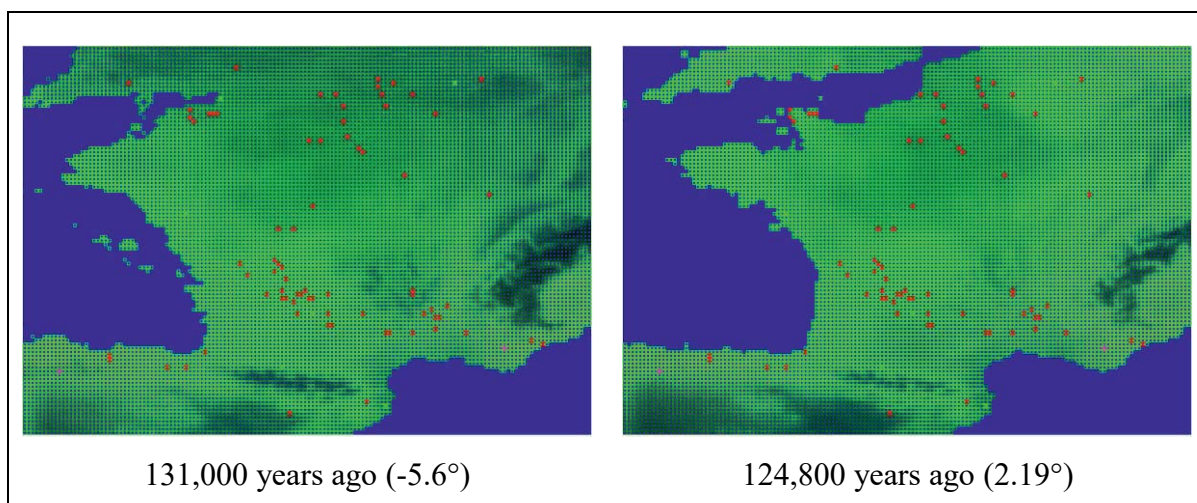 131,000 years ago (-5.6°)
124,800 years ago (2.19°)